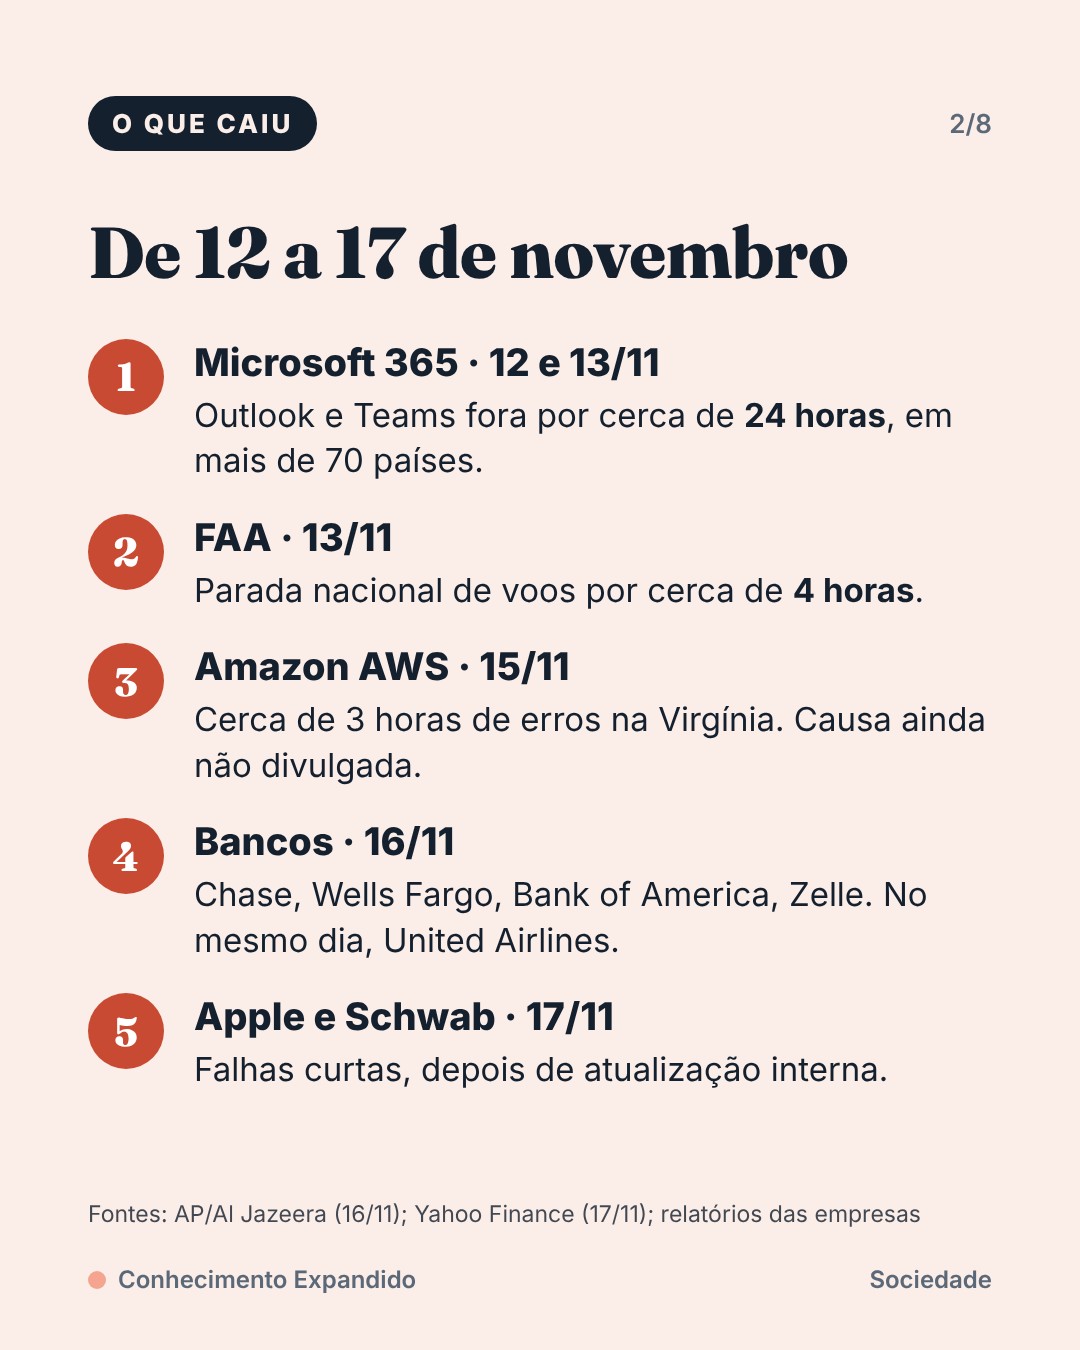 O QUE CAIU
2/8
De 12 a 17 de novembro
1
Microsoft 365 · 12 e 13/11
Outlook e Teams fora por cerca de 24 horas, em
mais de 70 países.
2
FAA · 13/11
Parada nacional de voos por cerca de 4 horas.
3
Amazon AWS · 15/11
Cerca de 3 horas de erros na Virgínia. Causa ainda
não divulgada.
4
Bancos · 16/11
Chase, Wells Fargo, Bank of America, Zelle. No
mesmo dia, United Airlines.
5
Apple e Schwab · 17/11
Falhas curtas, depois de atualização interna.
Fontes: AP/Al Jazeera (16/11); Yahoo Finance (17/11); relatórios das empresas
Conhecimento Expandido
Sociedade